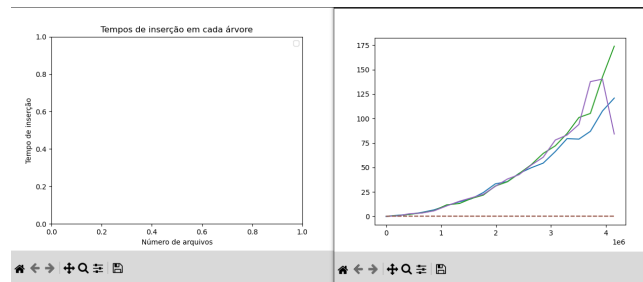 Tempos de inserção em cada árvore
1.0
0.8
0.6
0.4
0.2
0.0
Tempo de inserção
0.0 0.2 0.4 0.6 0.8 1.0
Número de arquivos
175
150
125
100
75
50
25
0
0 1 2 3 4
1e6